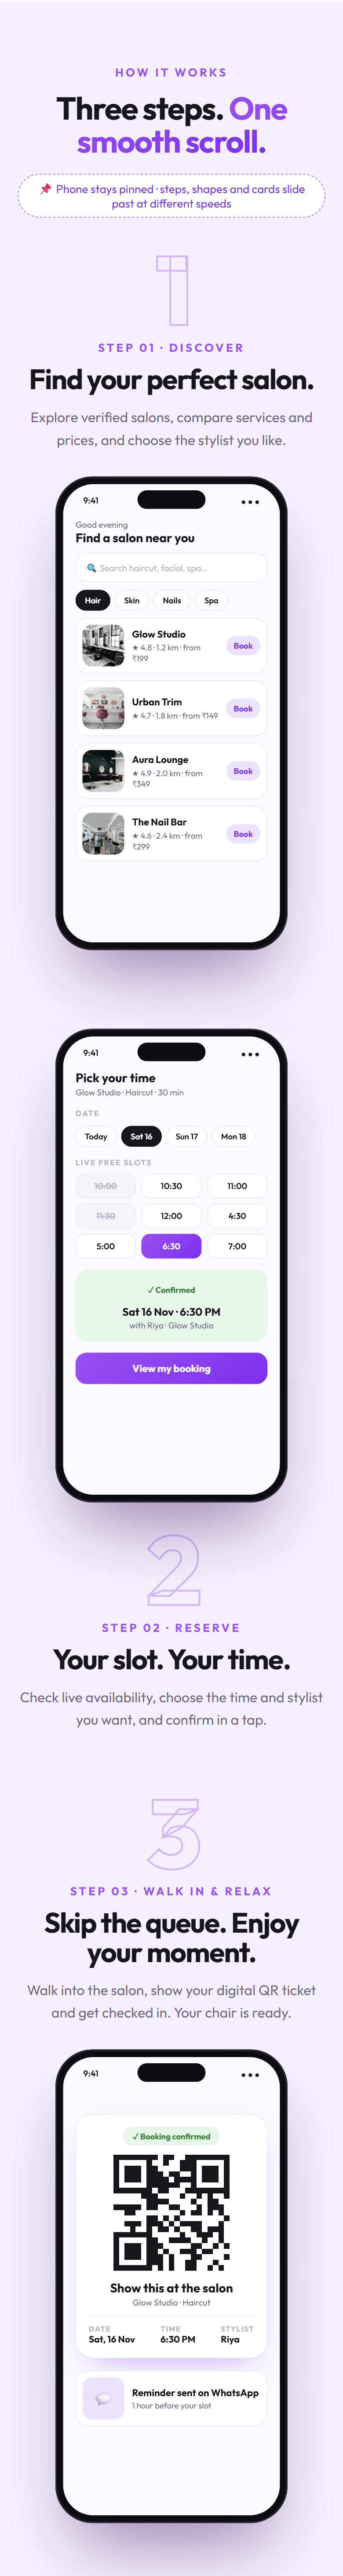 HOW IT WORKS
Three steps. One
smooth scroll.
📌 Phone stays pinned · steps, shapes and cards slide
past at different speeds
1
STEP 01 · DISCOVER
Find your perfect salon.
Explore verified salons, compare services and
prices, and choose the stylist you like.
9:41
Good evening
Find a salon near you
🔍 Search haircut, facial, spa...
Hair Skin Nails Spa
Glow Studio
★ 4.8 · 1.2 km · from
₹199
Book
Urban Trim
★ 4.7 · 1.8 km · from ₹149
Book
Aura Lounge
★ 4.9 · 2.0 km · from
₹349
Book
The Nail Bar
★ 4.6 · 2.4 km · from
₹299
Book
9:41
Pick your time
Glow Studio · Haircut · 30 min
DATE
Today Sat 16 Sun 17 Mon 18
LIVE FREE SLOTS
10:00 10:30 11:00
11:30 12:00 4:30
5:00 6:30 7:00
✓ Confirmed
Sat 16 Nov · 6:30 PM
with Riya · Glow Studio
View my booking
2
STEP 02 · RESERVE
Your slot. Your time.
Check live availability, choose the time and stylist
you want, and confirm in a tap.
3
STEP 03 · WALK IN & RELAX
Skip the queue. Enjoy
your moment.
Walk into the salon, show your digital QR ticket
and get checked in. Your chair is ready.
9:41
✓ Booking confirmed
Show this at the salon
Glow Studio · Haircut
DATE TIME STYLIST
Sat, 16 Nov 6:30 PM Riya
Reminder sent on WhatsApp
1 hour before your slot